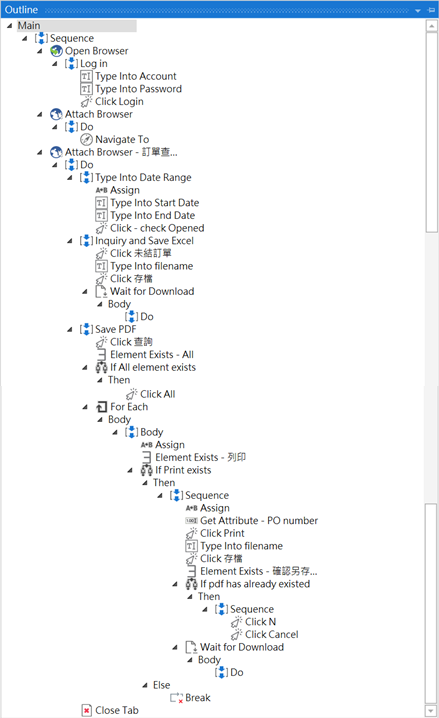 Outline
Main
Sequence
Open Browser
Log in
Type Into Account
Type Into Password
Click Login
Attach Browser
Do
Navigate To
Attach Browser - 訂單查...
Do
Type Into Date Range
A+B Assign
Type Into Start Date
Type Into End Date
Click - check Opened
Inquiry and Save Excel
Click 未結訂單
Type Into filename
Click 存檔
Wait for Download
Body
Do
Save PDF
Click 查詢
Element Exists - All
If All element exists
Then
Click All
For Each
Body
Body
A+B Assign
Element Exists - 列印
If Print exists
Then
Sequence
A+B Assign
Get Attribute - PO number
Click Print
Type Into filename
Click 存檔
Element Exists - 確認另存...
If pdf has already existed
Then
Sequence
Click N
Click Cancel
Wait for Download
Body
Do
Else
Break
Close Tab